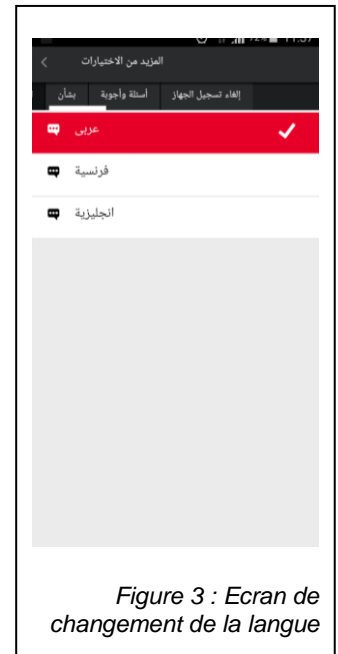 المزيد من الاختيارات
إلغاء تسجيل الجهاز أسئلة وأجوبة بشأن
عربى
فرنسية
انجليزية
Figure 3 : Ecran de
changement de la langue